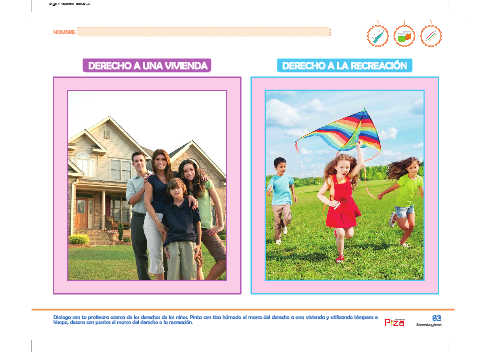 NOMBRE
DERECHO A UNA VIVIENDA
DERECHO A LA RECREACIÓN
Dialoga con tu profesora acerca de los derechos de los niños. Pinta con tiza húmeda el marco del derecho a una vivienda y utilizando témpera o
hisopo, decora con puntos el marco del derecho a la recreación.
Piza
83